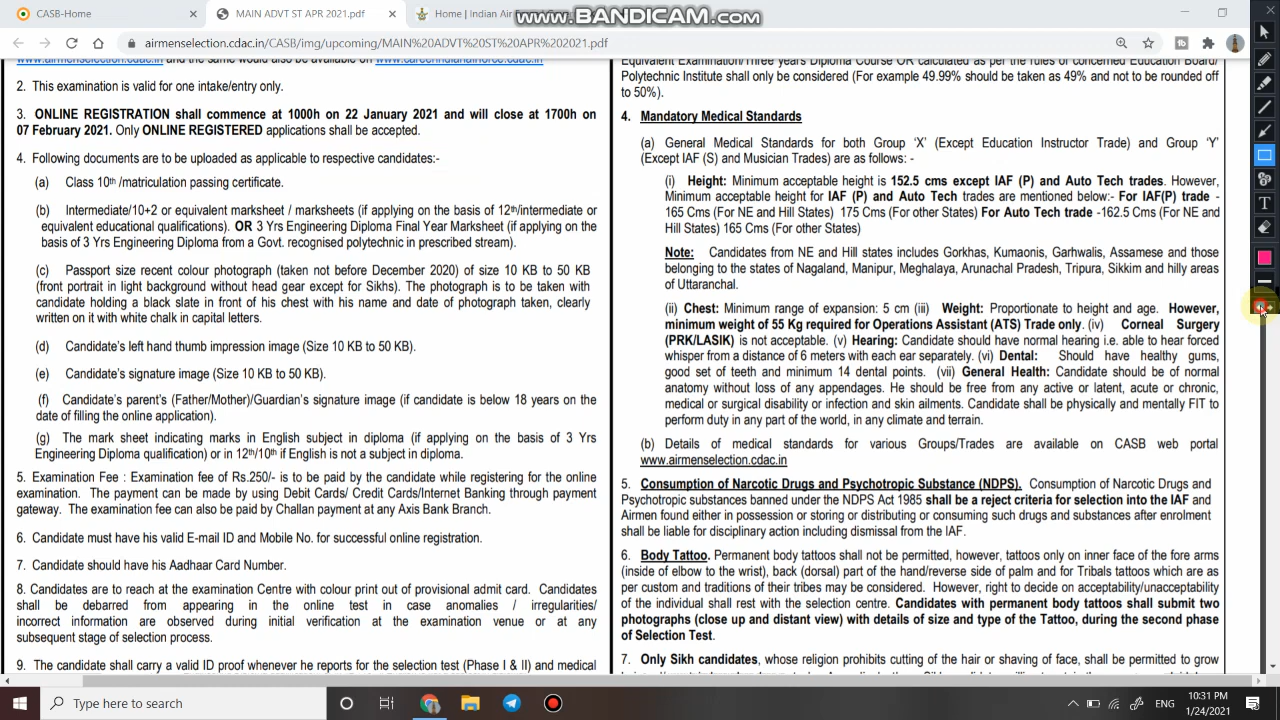 CASB-Home
MAIN ADVT ST APR 2021.pdf
Home | Indian Air
www.BANDICAM.com
airmenselection.cdac.in/CASB/img/upcoming/MAIN%20ADVT%20ST%20APR%202021.pdf
www.airmenselection.cdac.in and the same would also be available on www.careerindianairforce.cdac.in
2. This examination is valid for one intake/entry only.
3. ONLINE REGISTRATION shall commence at 1000h on 22 January 2021 and will close at 1700h on
07 February 2021. Only ONLINE REGISTERED applications shall be accepted.
4. Following documents are to be uploaded as applicable to respective candidates:-
(a) Class 10th /matriculation passing certificate.
(b) Intermediate/10+2 or equivalent marksheet / marksheets (if applying on the basis of 12th/intermediate or
equivalent educational qualifications). OR 3 Yrs Engineering Diploma Final Year Marksheet (if applying on the
basis of 3 Yrs Engineering Diploma from a Govt. recognised polytechnic in prescribed stream).
(c) Passport size recent colour photograph (taken not before December 2020) of size 10 KB to 50 KB
(front portrait in light background without head gear except for Sikhs). The photograph is to be taken with
candidate holding a black slate in front of his chest with his name and date of photograph taken, clearly
written on it with white chalk in capital letters.
(d) Candidate's left hand thumb impression image (Size 10 KB to 50 KB).
(e) Candidate's signature image (Size 10 KB to 50 KB).
(f) Candidate's parent's (Father/Mother)/Guardian's signature image (if candidate is below 18 years on the
date of filling the online application).
(g) The mark sheet indicating marks in English subject in diploma (if applying on the basis of 3 Yrs
Engineering Diploma qualification) or in 12th/10th if English is not a subject in diploma.
5. Examination Fee : Examination fee of Rs.250/- is to be paid by the candidate while registering for the online
examination. The payment can be made by using Debit Cards/ Credit Cards/Internet Banking through payment
gateway. The examination fee can also be paid by Challan payment at any Axis Bank Branch.
6. Candidate must have his valid E-mail ID and Mobile No. for successful online registration.
7. Candidate should have his Aadhaar Card Number.
8. Candidates are to reach at the examination Centre with colour print out of provisional admit card. Candidates
shall be debarred from appearing in the online test in case anomalies / irregularities/
incorrect information are observed during initial verification at the examination venue or at any
subsequent stage of selection process.
9. The candidate shall carry a valid ID proof whenever he reports for the selection test (Phase I & II) and medical
Equivalent Examination/Three years Diploma Course OR calculated as per the rules of concerned Education Board/
Polytechnic Institute shall only be considered (For example 49.99% should be taken as 49% and not to be rounded off
to 50%).
4. Mandatory Medical Standards
(a) General Medical Standards for both Group 'X' (Except Education Instructor Trade) and Group 'Y'
(Except IAF (S) and Musician Trades) are as follows: -
(i) Height: Minimum acceptable height is 152.5 cms except IAF (P) and Auto Tech trades. However,
Minimum acceptable height for IAF (P) and Auto Tech trades are mentioned below:- For IAF(P) trade -
165 Cms (For NE and Hill States) 175 Cms (For other States) For Auto Tech trade -162.5 Cms (For NE and
Hill States) 165 Cms (For other States)
Note: Candidates from NE and Hill states includes Gorkhas, Kumaonis, Garhwalis, Assamese and those
belonging to the states of Nagaland, Manipur, Meghalaya, Arunachal Pradesh, Tripura, Sikkim and hilly areas
of Uttaranchal.
(ii) Chest: Minimum range of expansion: 5 cm (iii) Weight: Proportionate to height and age. However,
minimum weight of 55 Kg required for Operations Assistant (ATS) Trade only. (iv) Corneal Surgery
(PRK/LASIK) is not acceptable. (v) Hearing: Candidate should have normal hearing i.e. able to hear forced
whisper from a distance of 6 meters with each ear separately. (vi) Dental: Should have healthy gums,
good set of teeth and minimum 14 dental points. (vii) General Health: Candidate should be of normal
anatomy without loss of any appendages. He should be free from any active or latent, acute or chronic,
medical or surgical disability or infection and skin ailments. Candidate shall be physically and mentally FIT to
perform duty in any part of the world, in any climate and terrain.
(b) Details of medical standards for various Groups/Trades are available on CASB web portal
www.airmenselection.cdac.in
5. Consumption of Narcotic Drugs and Psychotropic Substance (NDPS). Consumption of Narcotic Drugs and
Psychotropic substances banned under the NDPS Act 1985 shall be a reject criteria for selection into the IAF and
Airmen found either in possession or storing or distributing or consuming such drugs and substances after enrolment
shall be liable for disciplinary action including dismissal from the IAF.
6. Body Tattoo. Permanent body tattoos shall not be permitted, however, tattoos only on inner face of the fore arms
(inside of elbow to the wrist), back (dorsal) part of the hand/reverse side of palm and for Tribals tattoos which are as
per custom and traditions of their tribes may be considered. However, right to decide on acceptability/unacceptability
of the individual shall rest with the selection centre. Candidates with permanent body tattoos shall submit two
photographs (close up and distant view) with details of size and type of the Tattoo, during the second phase
of Selection Test.
7. Only Sikh candidates, whose religion prohibits cutting of the hair or shaving of face, shall be permitted to grow
Type here to search
ENG
10:31 PM
1/24/2021